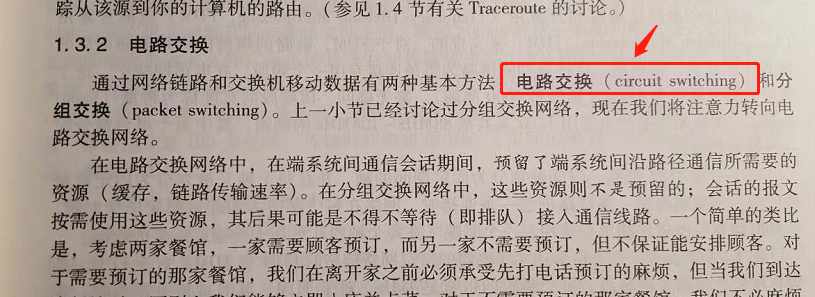 踪从该源到你的计算机的路由。(参见1.4节有关Traceroute的讨论。)
1.3.2 电路交换
通过网络链路和交换机移动数据有两种基本方法:电路交换(circuit switching)和分
组交换(packet switching)。上一小节已经讨论过分组交换网络,现在我们将注意力转向电
路交换网络。
在电路交换网络中,在端系统间通信会话期间,预留了端系统间沿路径通信所需要的
资源(缓存,链路传输速率)。在分组交换网络中,这些资源则不是预留的;会话的报文
按需使用这些资源,其后果可能是不得不等待(即排队)接入通信线路。一个简单的类比
是,考虑两家餐馆,一家需要顾客预订,而另一家不需要预订,但不保证能安排顾客。对
于需要预订的那家餐馆,我们在离开家之前必须承受先打电话预订的麻烦,但当我们到达